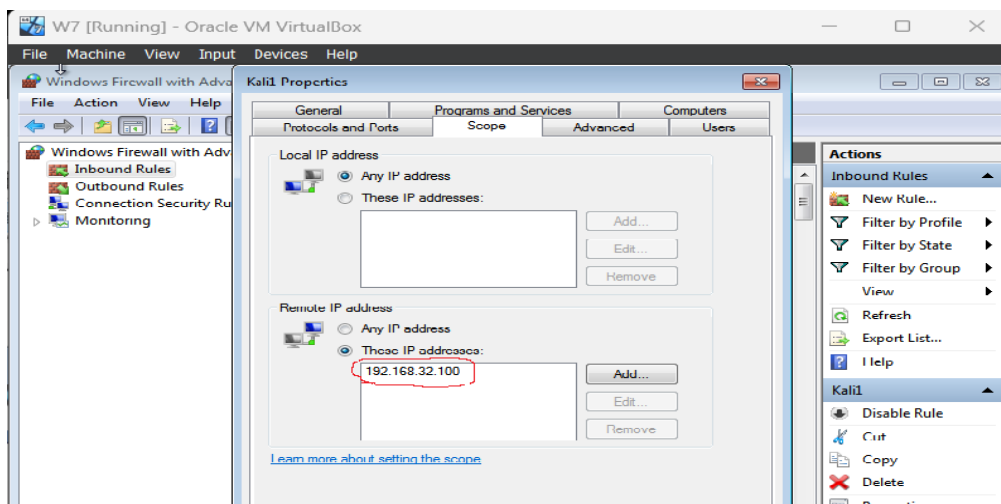 W7 [Running] - Oracle VM VirtualBox
File Machine View Input Devices Help
Windows Firewall with Adva
Kali1 Properties
File Action View Help
General Programs and Services Computers
Protocols and Ports Scope Advanced Users
Windows Firewall with Adv
Inbound Rules
Outbound Rules
Connection Security Ru
Monitoring
Local IP address
Any IP address
These IP addresses:
Add...
Edit...
Remove
Remote IP address
Any IP address
These IP addresses:
192.168.32.100
Add...
Edit...
Remove
Learn more about setting the scope
Actions
Inbound Rules
New Rule...
Filter by Profile
Filter by State
Filter by Group
View
Refresh
Export List...
Help
Kali1
Disable Rule
Cut
Copy
Delete